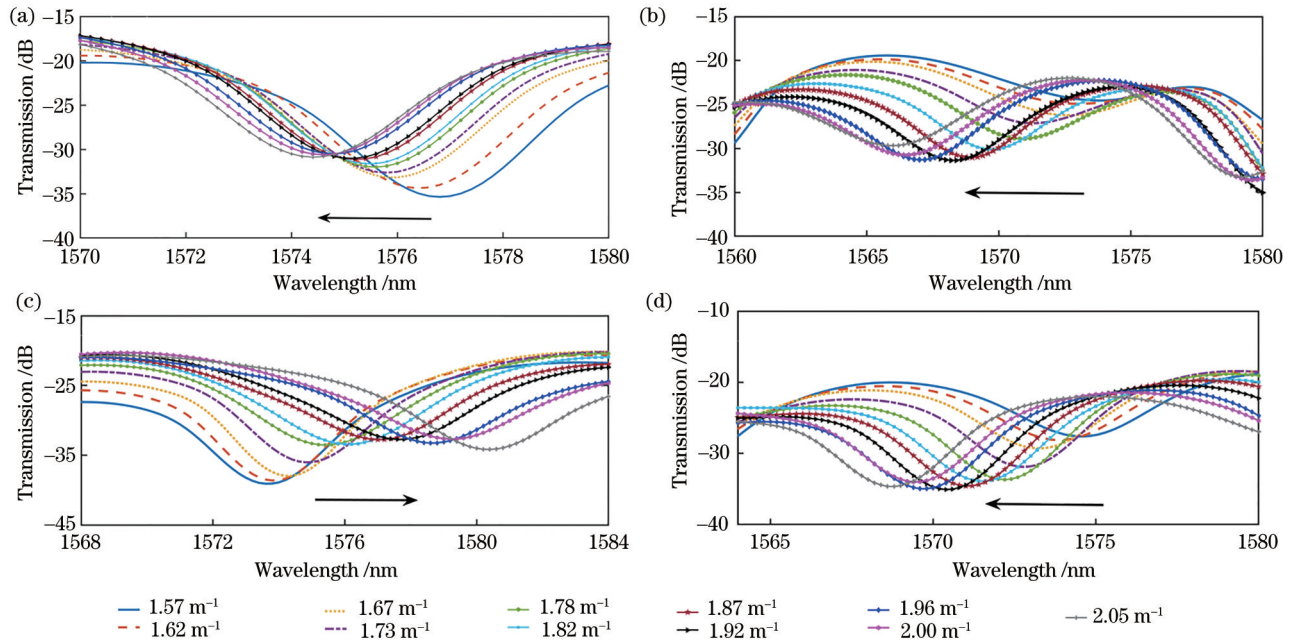 (a)
−15
−20
−25
−30
−35
−40
Transmission /dB
1570 1572 1574 1576 1578 1580
Wavelength /nm
(b)
−15
−20
−25
−30
−35
−40
Transmission /dB
1560 1565 1570 1575 1580
Wavelength /nm
(c)
−15
−25
−35
−45
Transmission /dB
1568 1572 1576 1580 1584
Wavelength /nm
(d)
−10
−20
−30
−40
Transmission /dB
1565 1570 1575 1580
Wavelength /nm
1.57 m⁻¹ 1.67 m⁻¹ 1.78 m⁻¹ 1.87 m⁻¹ 1.96 m⁻¹ 2.05 m⁻¹
1.62 m⁻¹ 1.73 m⁻¹ 1.82 m⁻¹ 1.92 m⁻¹ 2.00 m⁻¹